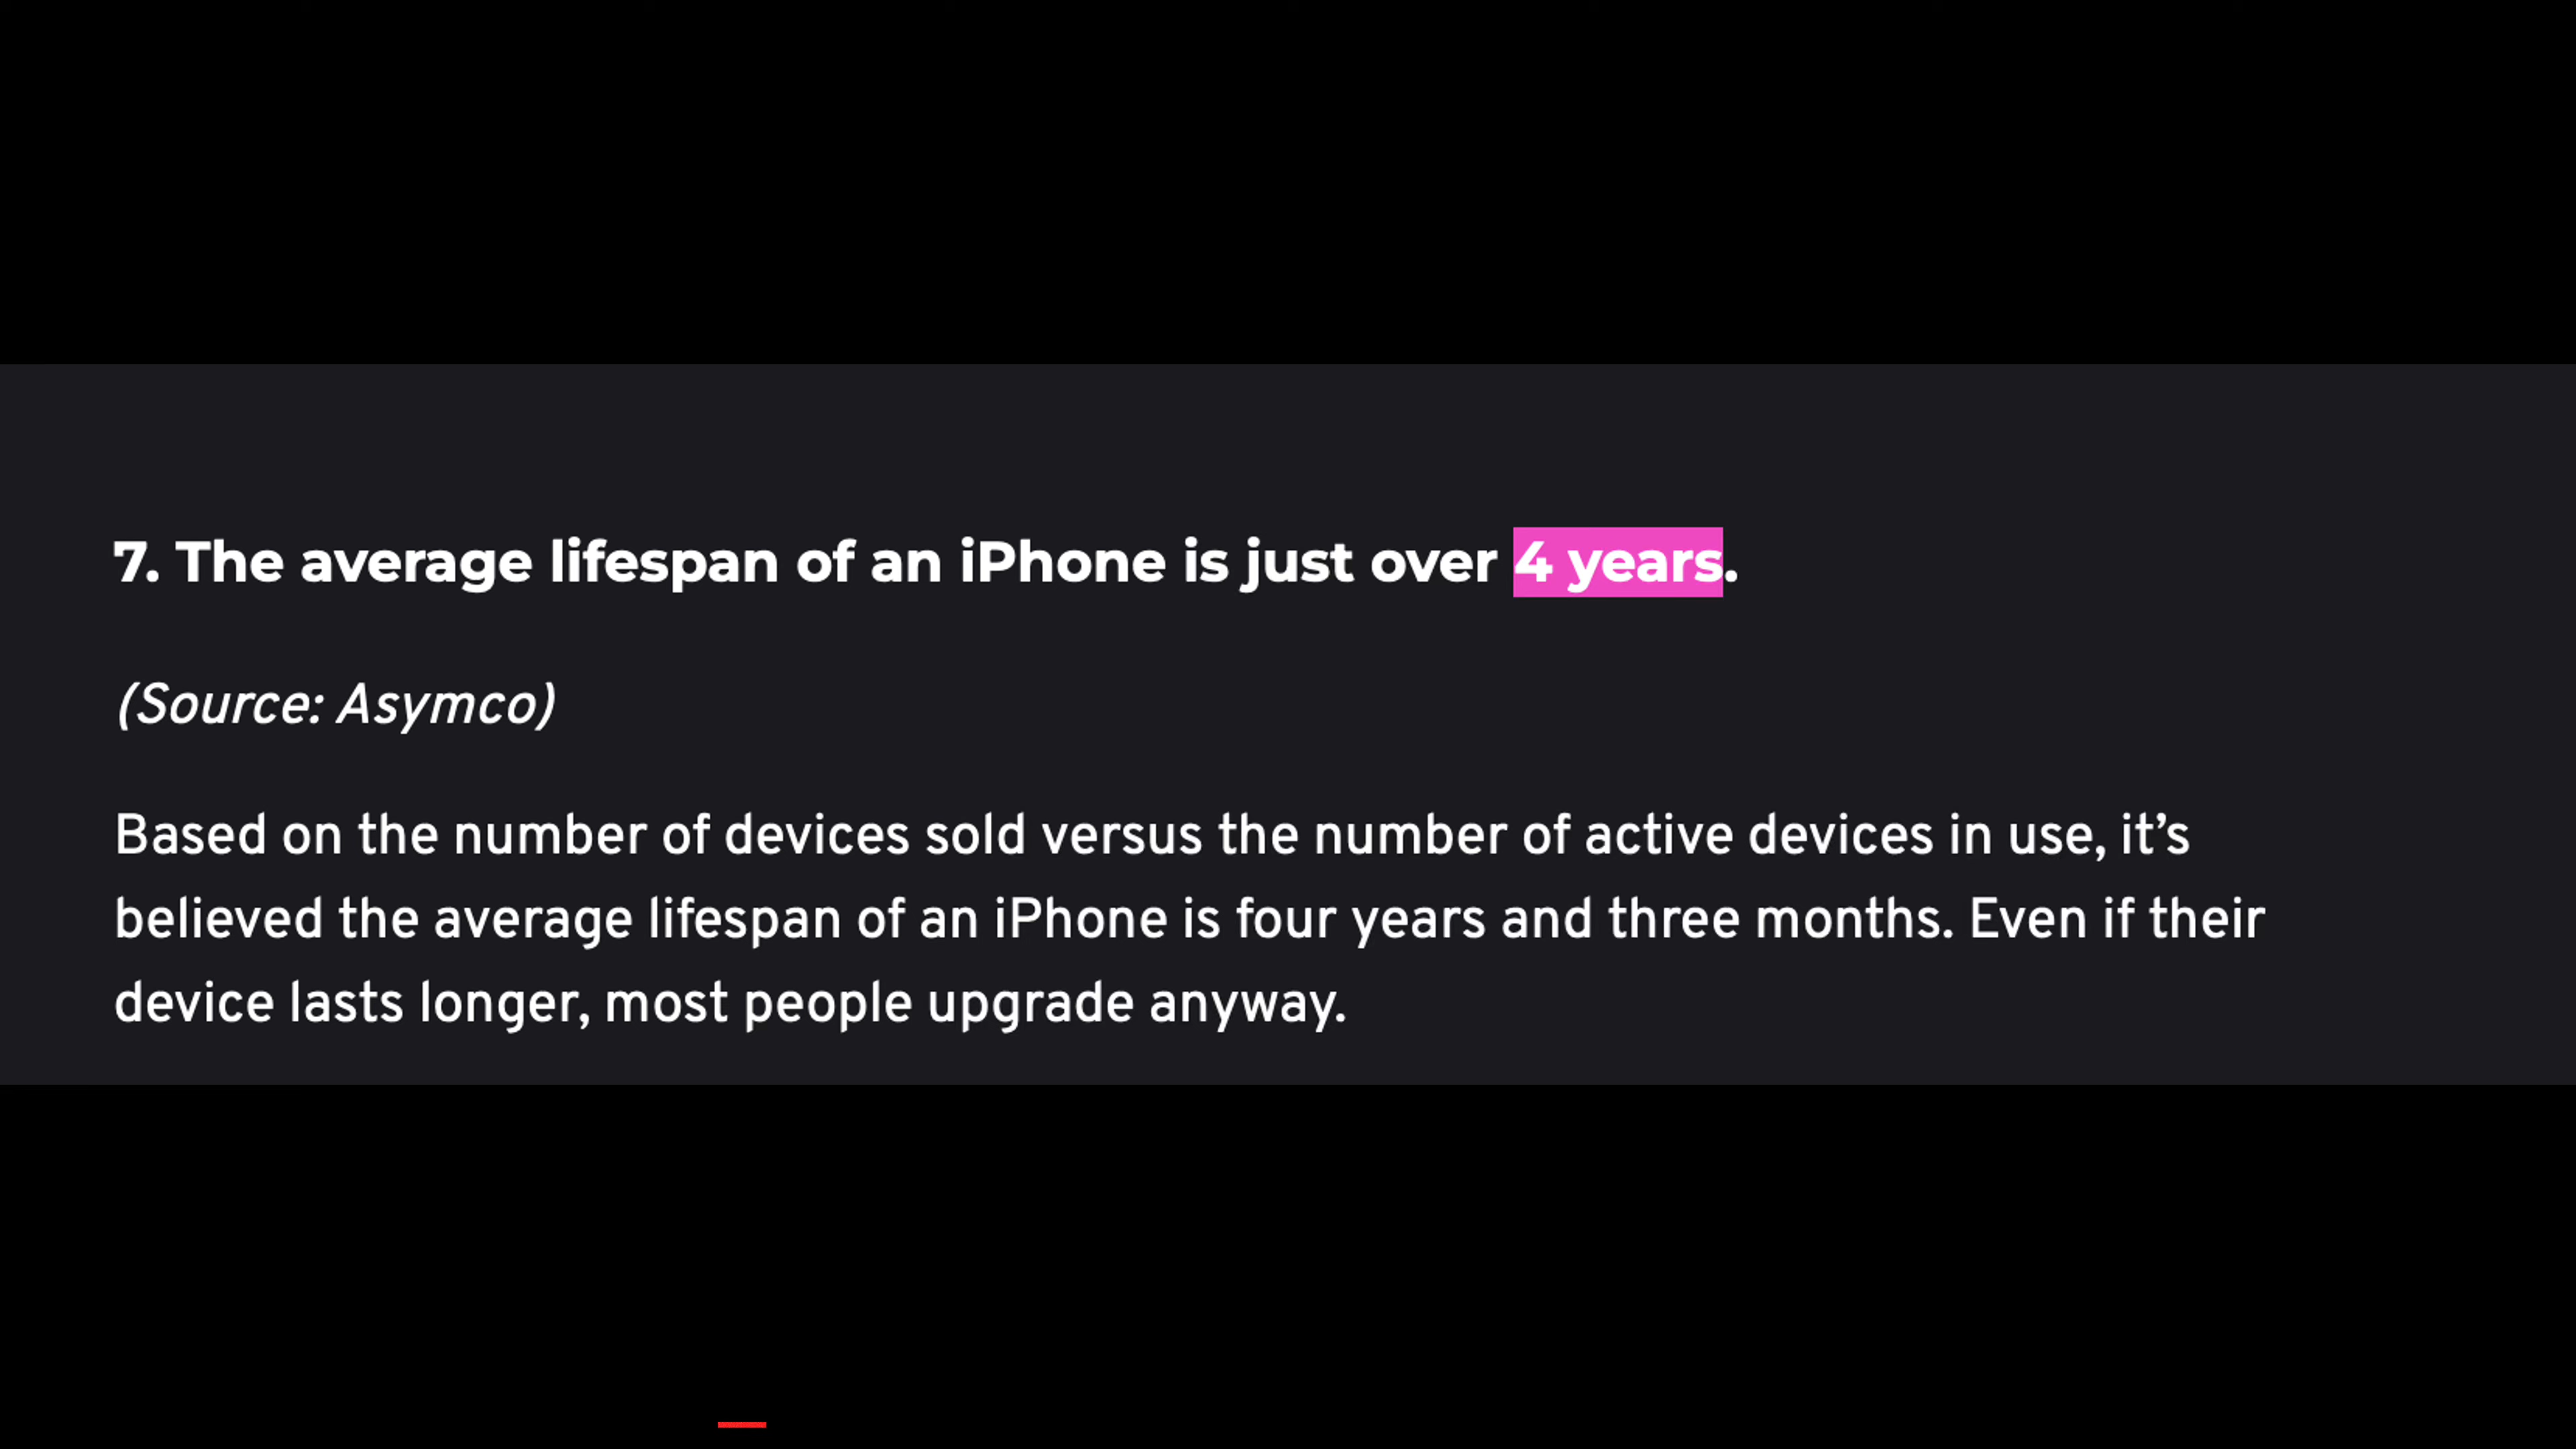 7. The average lifespan of an iPhone is just over 4 years.
(Source: Asymco)
Based on the number of devices sold versus the number of active devices in use, it’s
believed the average lifespan of an iPhone is four years and three months. Even if their
device lasts longer, most people upgrade anyway.